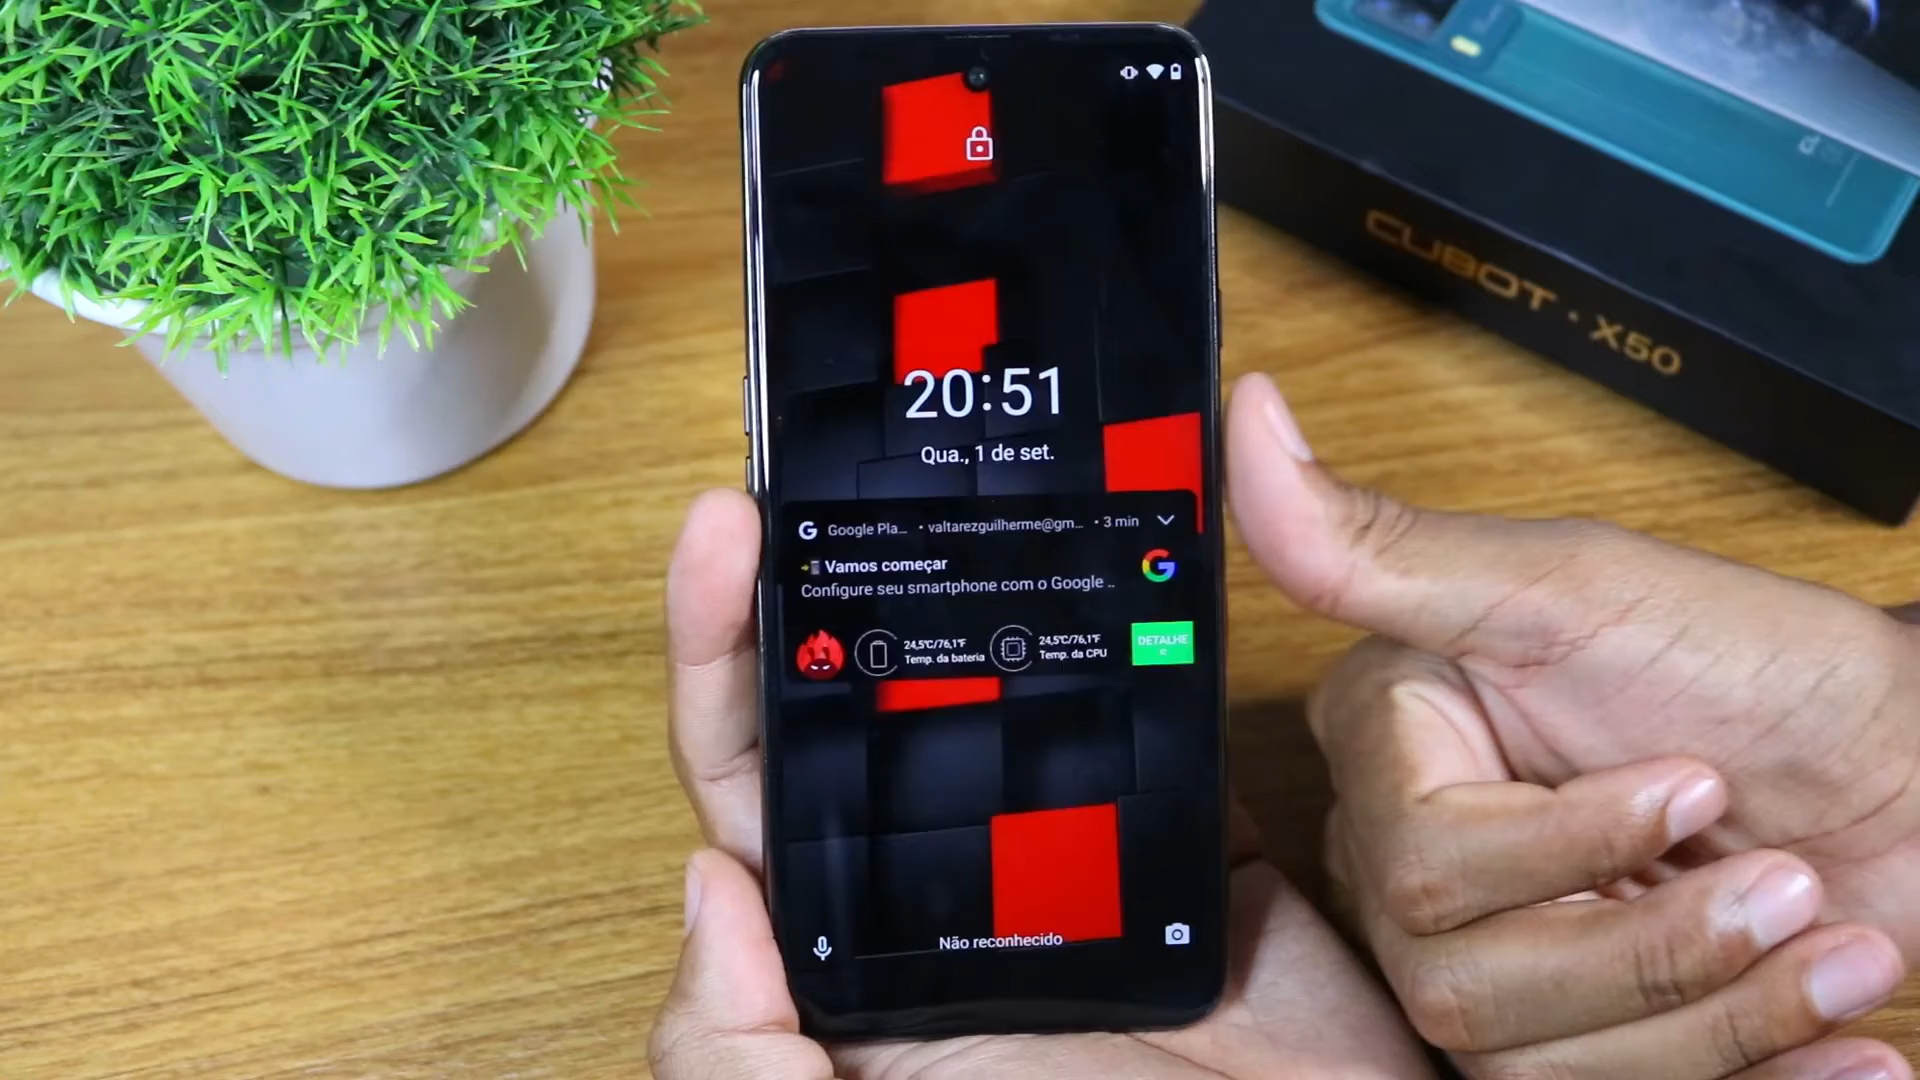 20:51
Qua., 1 de set.
Google Pla... • valtarezguilherme@gm... • 3 min
Vamos começar
Configure seu smartphone com o Google ..
24,5℃/76,1℉
Temp. da bateria
24,5℃/76,1℉
Temp. da CPU
DETALHE
Não reconhecido
CUBOT · X50